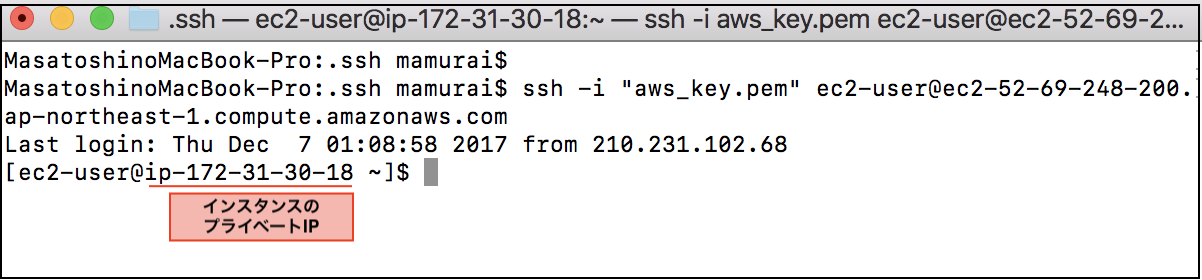 .ssh — ec2-user@ip-172-31-30-18:~ — ssh -i aws_key.pem ec2-user@ec2-52-69-2...
MasatoshinoMacBook-Pro:.ssh mamurai$
MasatoshinoMacBook-Pro:.ssh mamurai$ ssh -i "aws_key.pem" ec2-user@ec2-52-69-248-200.
ap-northeast-1.compute.amazonaws.com
Last login: Thu Dec  7 01:08:58 2017 from 210.231.102.68
[ec2-user@ip-172-31-30-18 ~]$
インスタンスの
プライベートIP